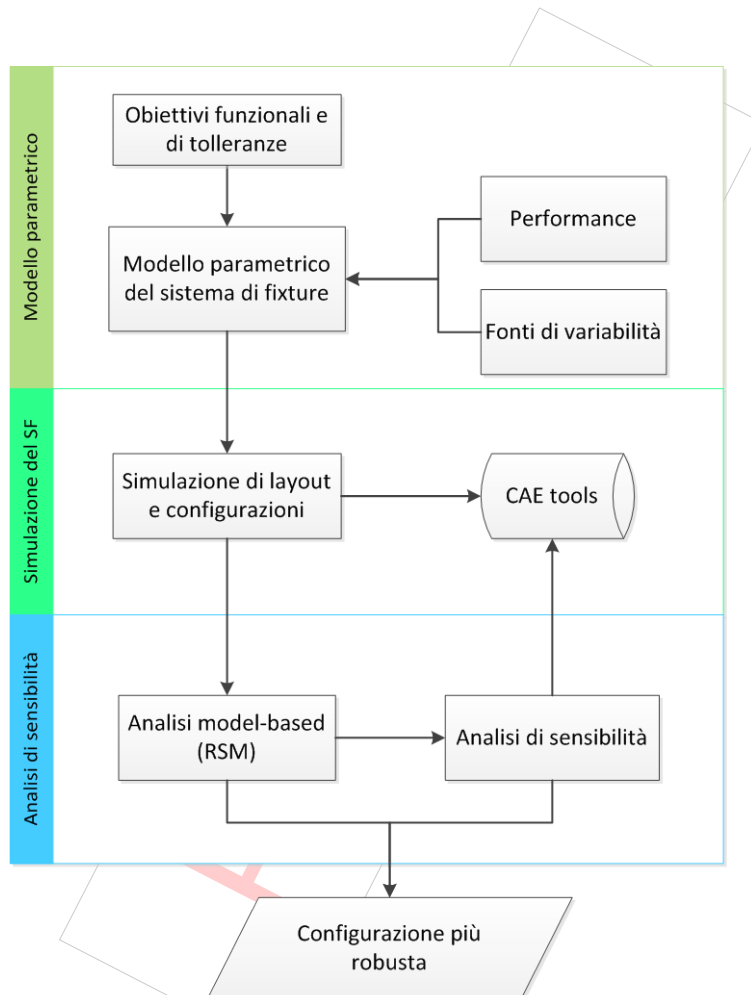 Modello parametrico
Obiettivi funzionali e
di tolleranze
Performance
Modello parametrico
del sistema di fixture
Fonti di variabilità
Simulazione del SF
Simulazione di layout
e configurazioni
CAE tools
Analisi di sensibilità
Analisi model-based
(RSM)
Analisi di sensibilità
Configurazione più
robusta